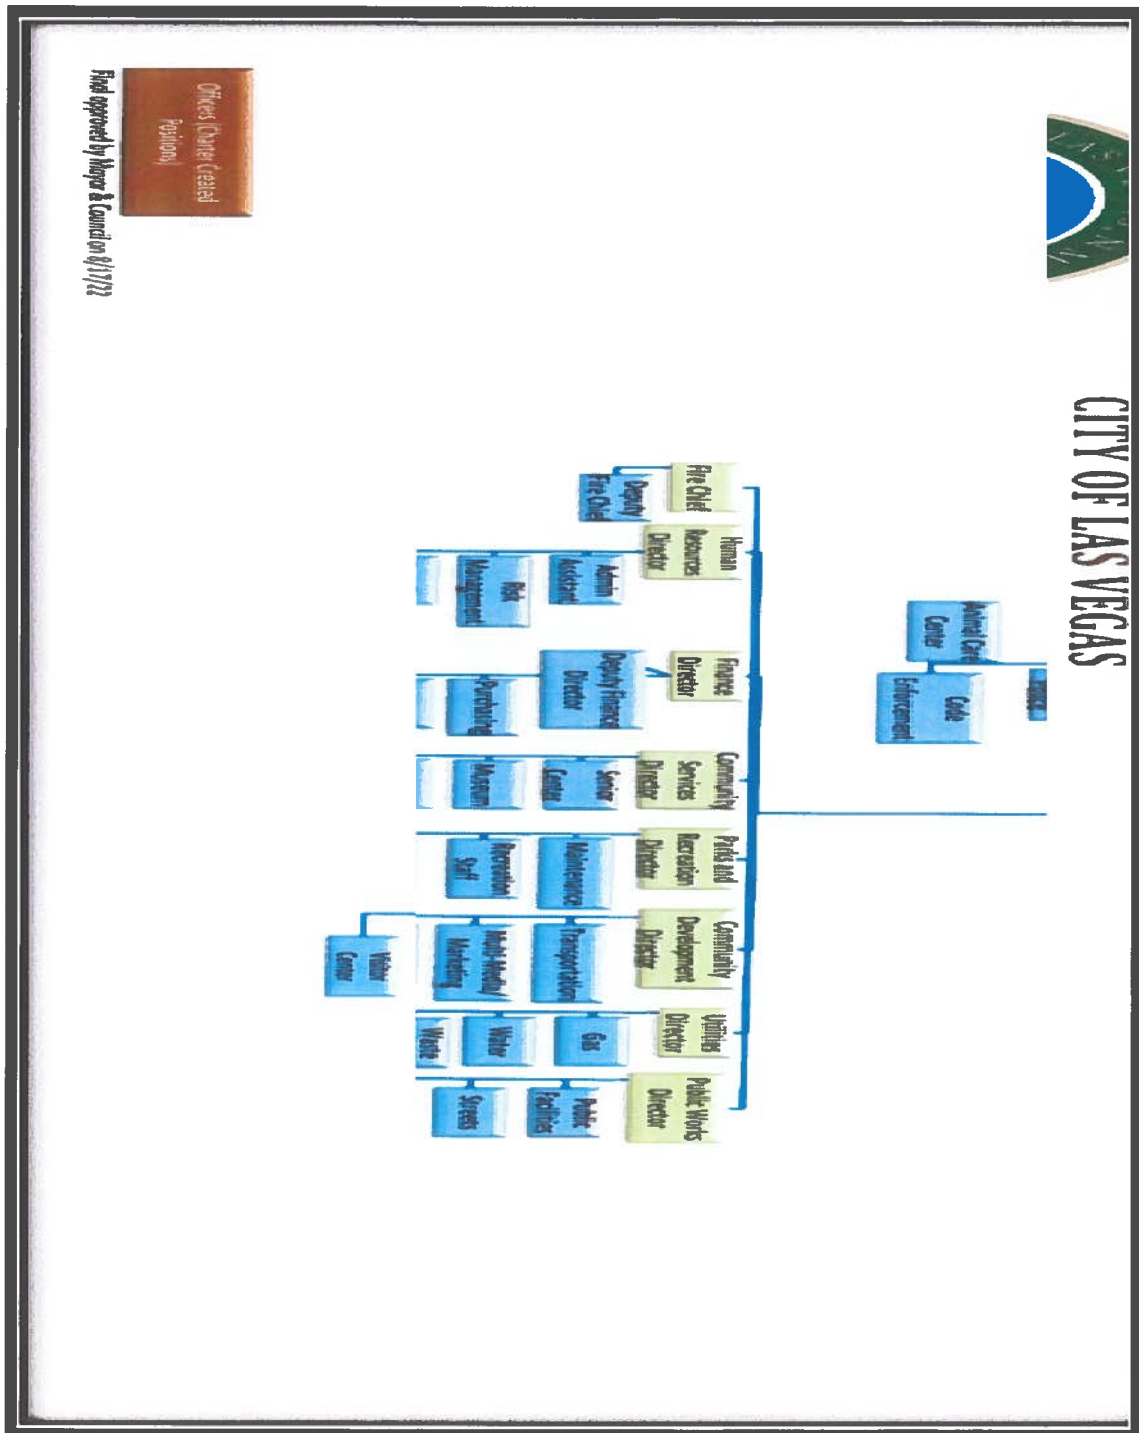 CITY OF LAS VEGAS
Animal Care
Center
Code
Enforcement
Fire Chief
Deputy
Fire Chief
Human
Resources
Director
Admin
Assistant
Risk
Management
Finance
Director
Deputy Finance
Director
Purchasing
Community
Services
Director
Senior
Center
Museum
Parks and
Recreation
Director
Maintenance
Recreation
Staff
Community
Development
Director
Transportation
Multi-Media/
Marketing
Visitor
Center
Utilities
Director
Gas
Water
Waste
Public Works
Director
Public
Facilities
Streets
Officers (Charter Created
Positions)
Final approved by Mayor & Council on 8/17/22